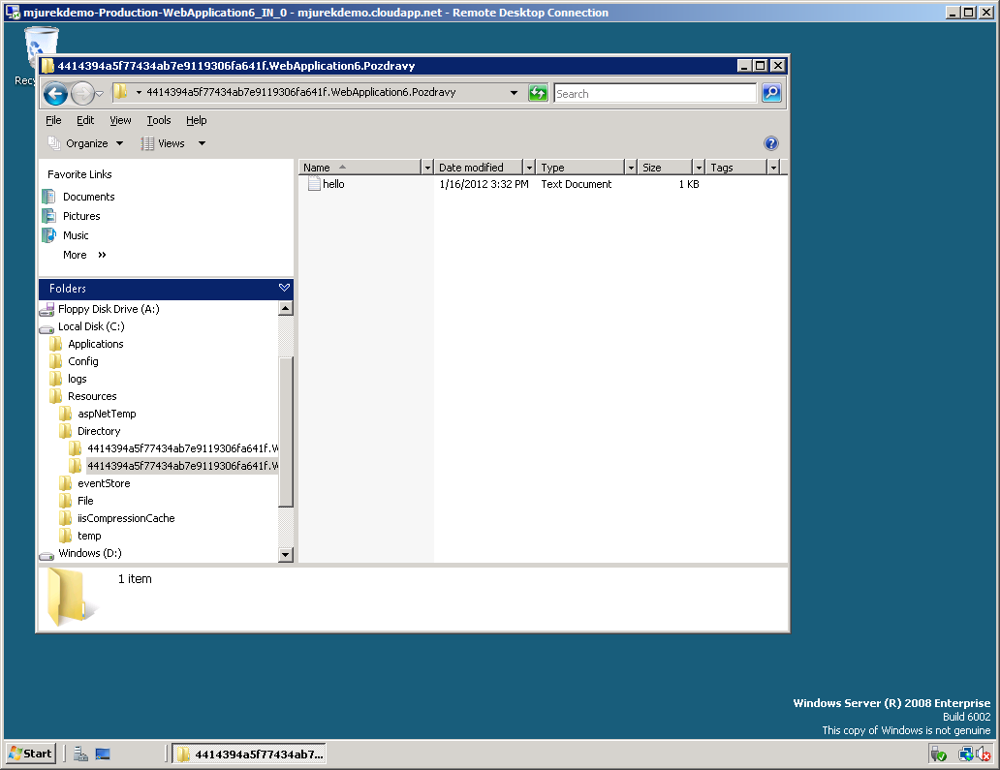 mjurekdemo-Production-WebApplication6_IN_0 - mjurekdemo.cloudapp.net - Remote Desktop Connection
4414394a5f77434ab7e9119306fa641f.WebApplication6.Pozdravy
4414394a5f77434ab7e9119306fa641f.WebApplication6.Pozdravy
Search
File Edit View Tools Help
Organize Views
Favorite Links
Documents
Pictures
Music
More »
Name Date modified Type Size Tags
hello 1/16/2012 3:32 PM Text Document 1 KB
Folders
Floppy Disk Drive (A:)
Local Disk (C:)
Applications
Config
logs
Resources
aspNetTemp
Directory
4414394a5f77434ab7e9119306fa641f.W
4414394a5f77434ab7e9119306fa641f.W
eventStore
File
iisCompressionCache
temp
Windows (D:)
1 item
Windows Server (R) 2008 Enterprise
Build 6002
This copy of Windows is not genuine
Start
4414394a5f77434ab7...